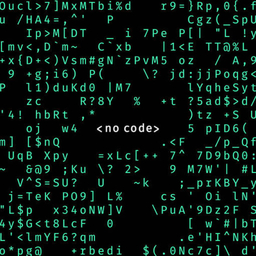 Oucl>7]MxMTbi%d r9=}Rp,0{.f
/HA4=,'^ P Cgz(_SpU
Ip>M[DT _ i 7Pe P[| "L !y
[mv<,D`m~ C`xb |1<E TT@%L
+x{D+<)Vsm#gN`zPvM5 oz / A,9
9 +g;i6) P( \? jd:jjPoqg<
P l1)duKd0 |M7 l%Yqdhcc)
zc R?8Y % +t ?5ad$>d/
'4! hbRt ,* )tz +S U
oj w4 <no code> 5 pID6(
m] [$nQ .<F _/p_Qf
UqB Xpy =xLc[++ 7^ 7D9bQ0:
~ &@9 ;Ku \? 2> 9 M7W'| #L
V^S=SU? U ~k ;_prKBY_y
j=TeK PO9] L% cs ' Oi lN'
"L$p x34oNW]V \PuA'9Dz2F S
4y$G<t8LcF 0 w`#|b~T
L'<lmYF6?qm .e'HI^NKh
o*pg@ +rbedi $(.0Nc7c]\ d